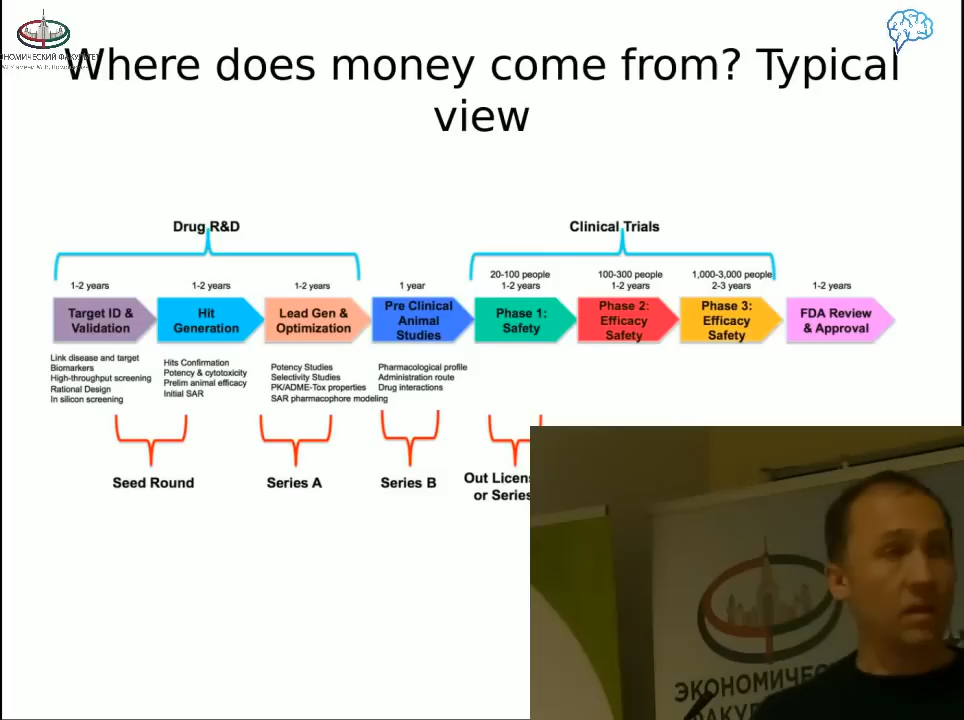 Where does money come from? Typical
view
Drug R&D
Clinical Trials
1-2 years
1-2 years
1-2 years
1 year
20-100 people
1-2 years
100-300 people
1-2 years
1,000-3,000 people
2-3 years
1-2 years
Target ID &
Validation
Hit
Generation
Lead Gen &
Optimization
Pre Clinical
Animal
Studies
Phase 1:
Safety
Phase 2:
Efficacy
Safety
Phase 3:
Efficacy
Safety
FDA Review
& Approval
Link disease and target
Biomarkers
High-throughput screening
Rational Design
In silicon screening
Hits Confirmation
Potency & cytotoxicity
Prelim animal efficacy
Initial SAR
Potency Studies
Selectivity Studies
PK/ADME-Tox properties
SAR pharmacophore modeling
Pharmacological profile
Administration route
Drug interactions
Seed Round
Series A
Series B
Out Licens
or Series
ЭКОНОМИЧЕС
ФАКУЛ